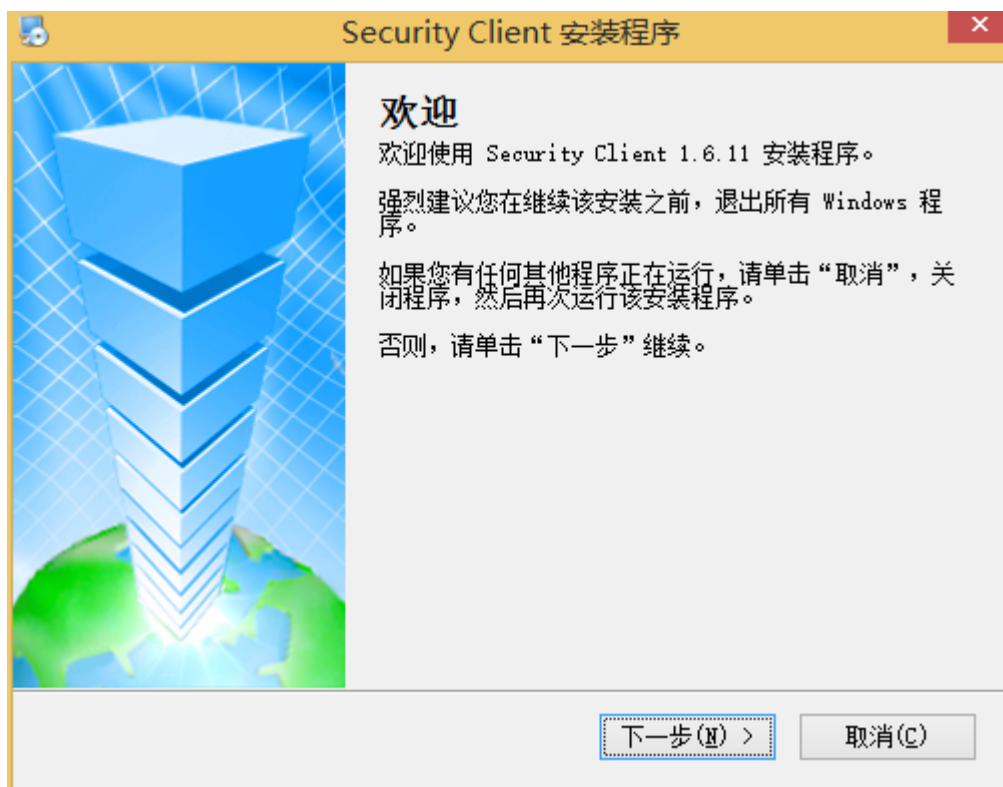 Security Client 安装程序
欢迎
欢迎使用 Security Client 1.6.11 安装程序。
强烈建议您在继续该安装之前，退出所有 Windows 程
序。
如果您有任何其他程序正在运行，请单击“取消”，关
闭程序，然后再次运行该安装程序。
否则，请单击“下一步”继续。
下一步(N) >
取消(C)